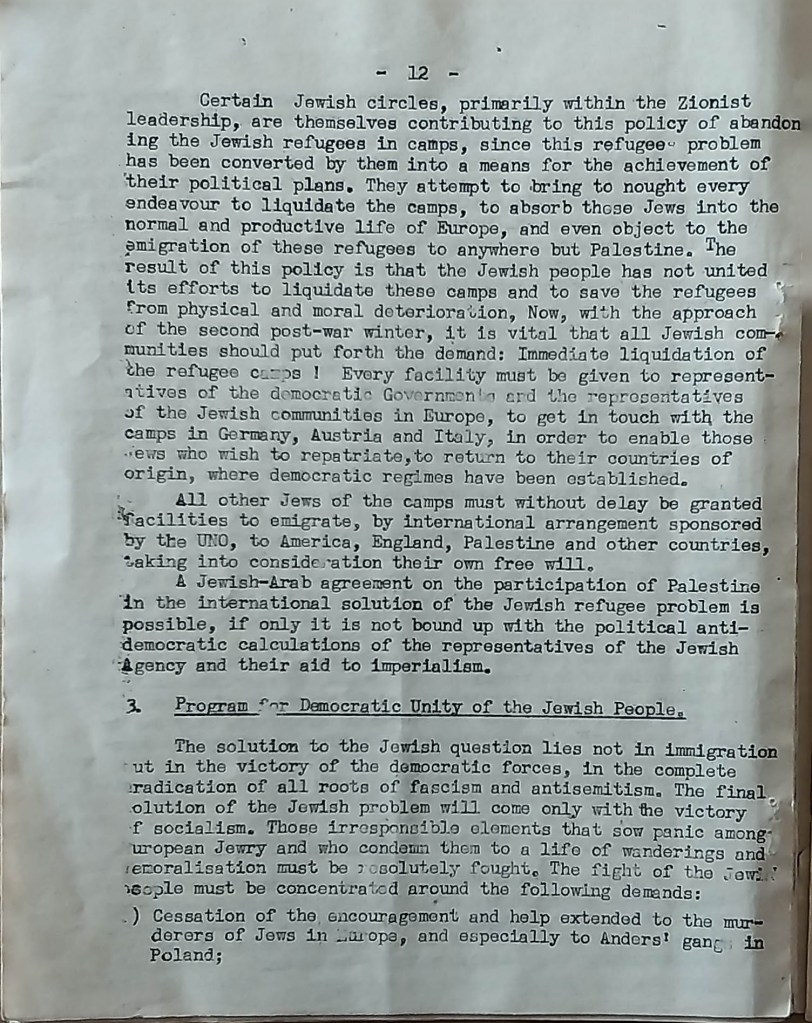 - 12 -
Certain Jewish circles, primarily within the Zionist
leadership, are themselves contributing to this policy of abandon
ing the Jewish refugees in camps, since this refugee problem
has been converted by them into a means for the achievement of
their political plans. They attempt to bring to nought every
endeavour to liquidate the camps, to absorb these Jews into the
normal and productive life of Europe, and even object to the
emigration of these refugees to anywhere but Palestine. The
result of this policy is that the Jewish people has not united
its efforts to liquidate these camps and to save the refugees
from physical and moral deterioration, Now, with the approach
of the second post-war winter, it is vital that all Jewish com-
munities should put forth the demand: Immediate liquidation of
the refugee camps ! Every facility must be given to represent-
atives of the democratic Governments and the representatives
of the Jewish communities in Europe, to get in touch with the
camps in Germany, Austria and Italy, in order to enable those
ews who wish to repatriate,to return to their countries of
origin, where democratic regimes have been established.
All other Jews of the camps must without delay be granted
facilities to emigrate, by international arrangement sponsored
by the UNO, to America, England, Palestine and other countries,
taking into consideration their own free will.
A Jewish-Arab agreement on the participation of Palestine
in the international solution of the Jewish refugee problem is
possible, if only it is not bound up with the political anti-
democratic calculations of the representatives of the Jewish
Agency and their aid to imperialism.
3. Program for Democratic Unity of the Jewish People.
The solution to the Jewish question lies not in immigration
ut in the victory of the democratic forces, in the complete
radication of all roots of fascism and antisemitism. The final
olution of the Jewish problem will come only with the victory
f socialism. Those irresponsible elements that sow panic among
uropean Jewry and who condemn them to a life of wanderings and
emoralisation must be resolutely fought. The fight of the Jewi
people must be concentrated around the following demands:
) Cessation of the encouragement and help extended to the mur-
derers of Jews in Europe, and especially to Anders' gang in
Poland;